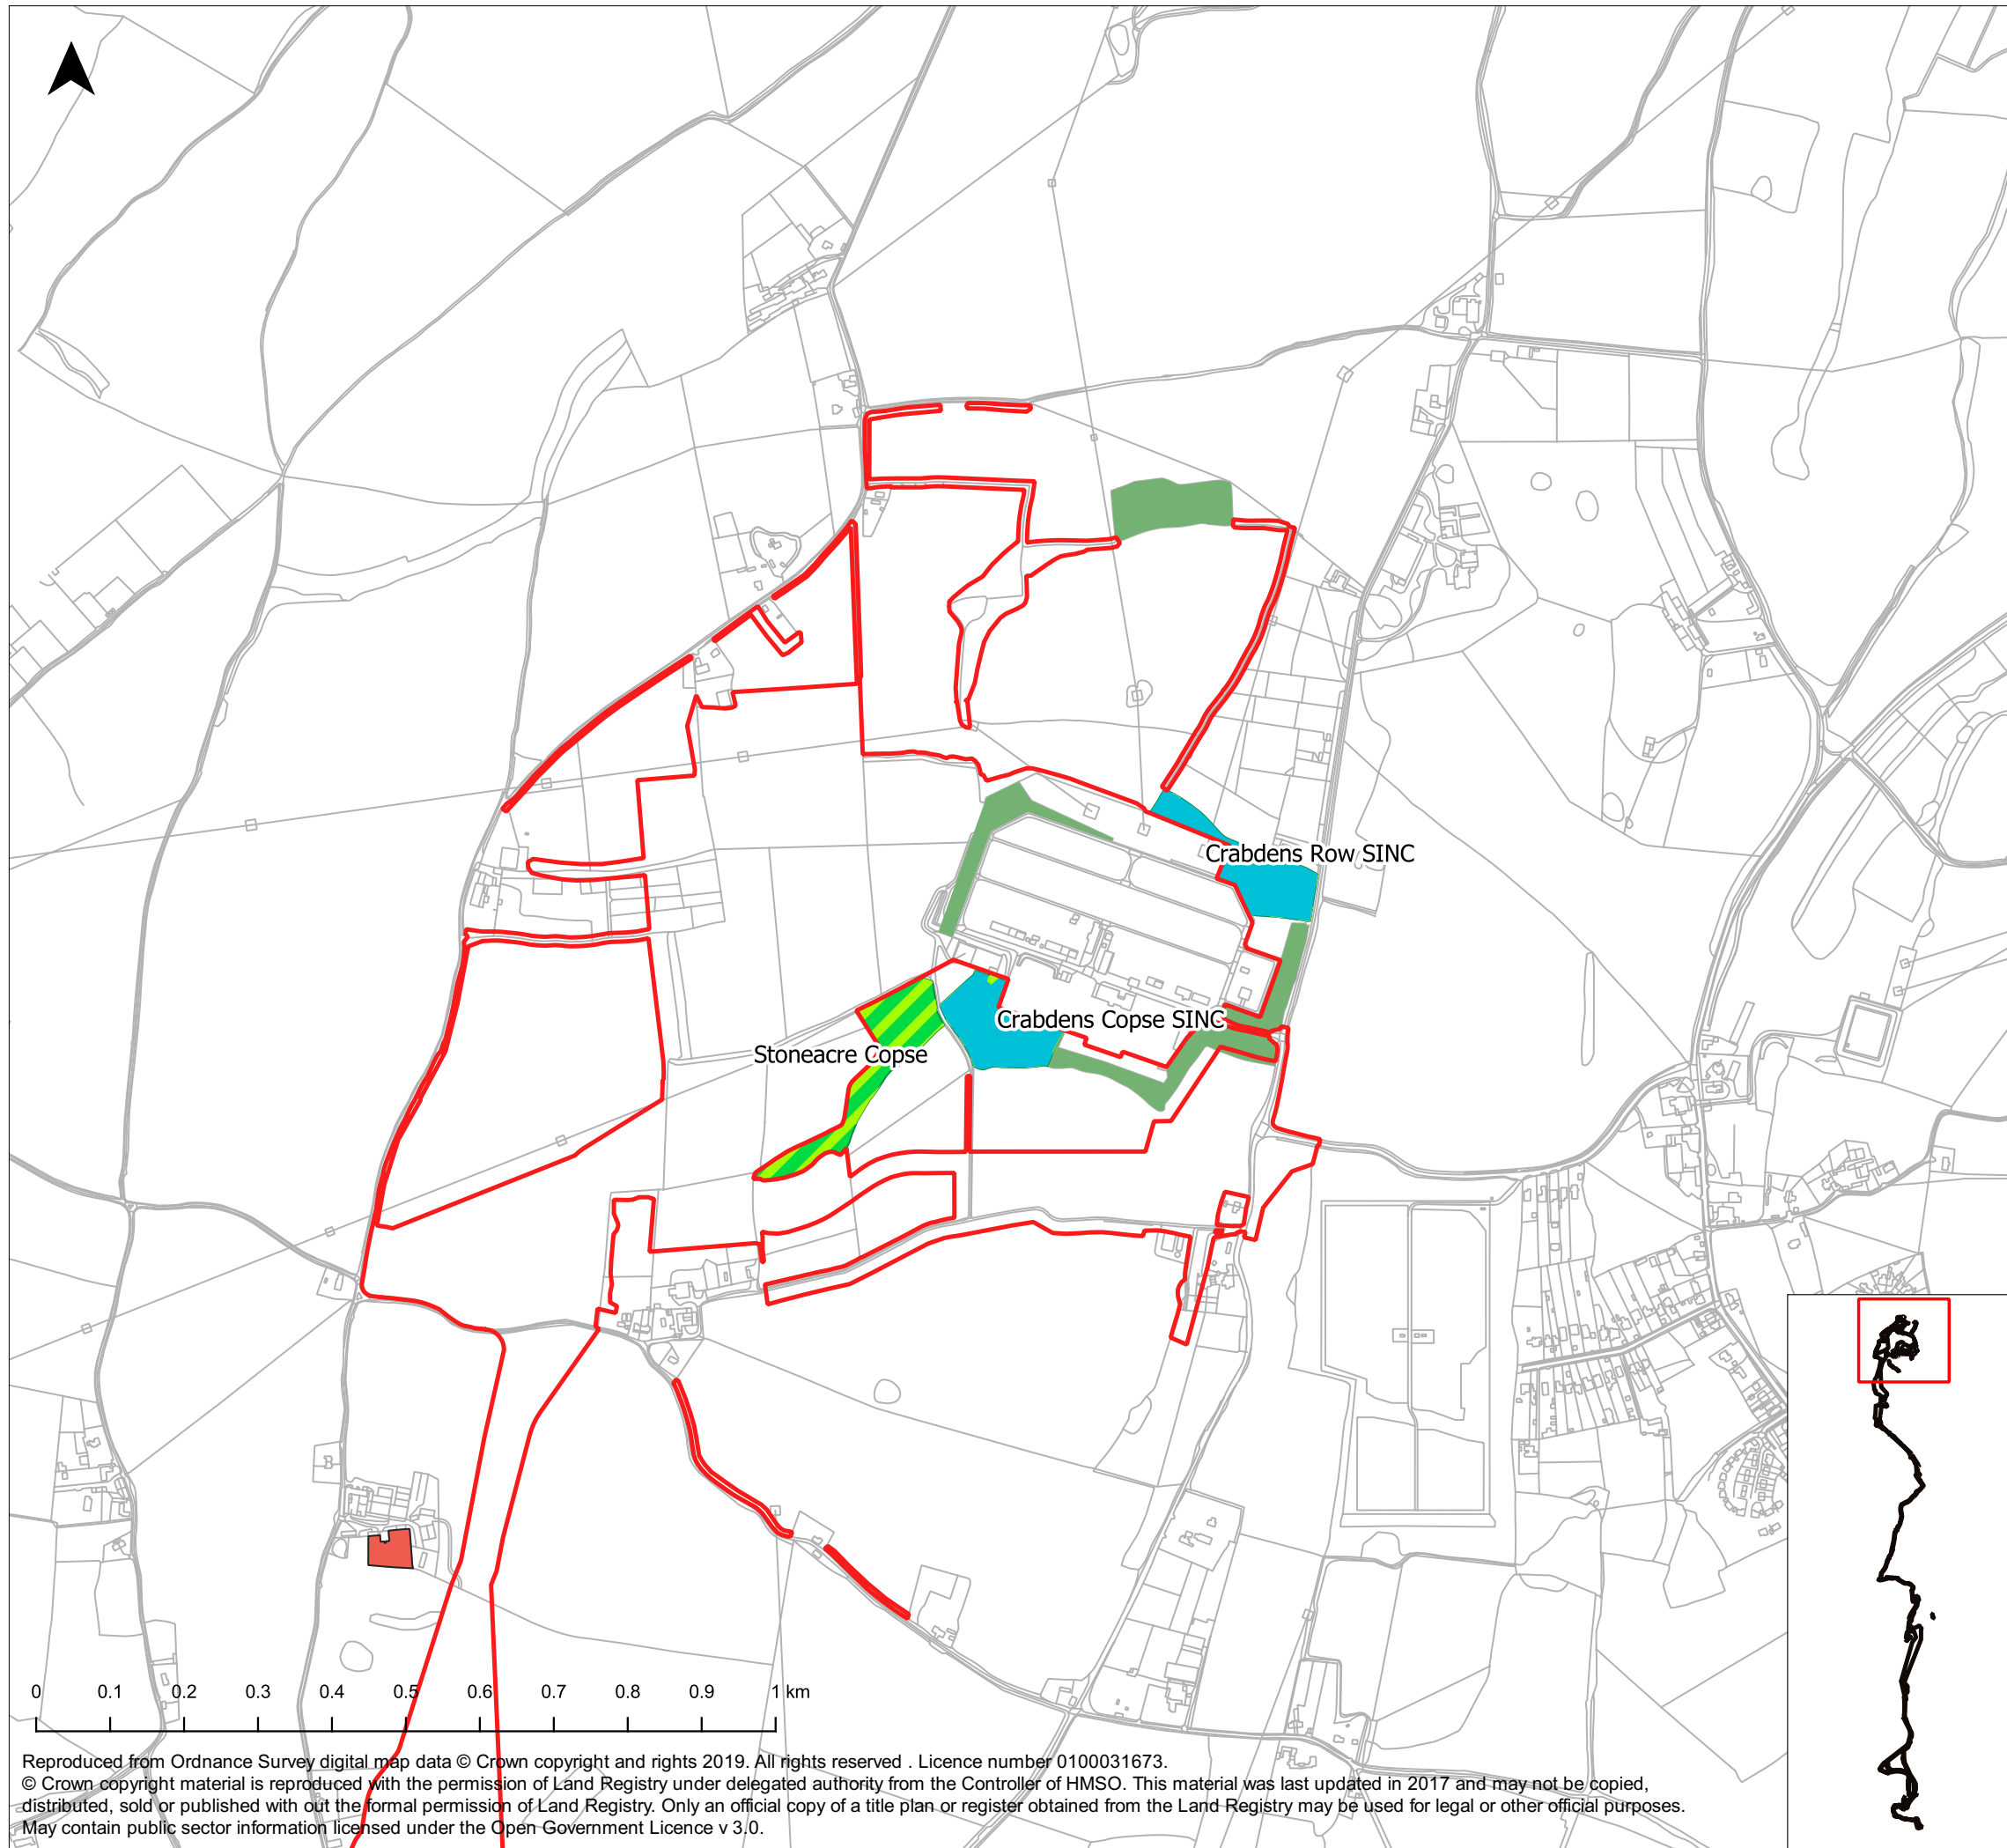 Crabdens Row SINC
Crabdens Copse SINC
Stoneacre Copse
0 0.1 0.2 0.3 0.4 0.5 0.6 0.7 0.8 0.9 1 km
Reproduced from Ordnance Survey digital map data © Crown copyright and rights 2019. All rights reserved . Licence number 0100031673.
© Crown copyright material is reproduced with the permission of Land Registry under delegated authority from the Controller of HMSO. This material was last updated in 2017 and may not be copied,
distributed, sold or published with out the formal permission of Land Registry. Only an official copy of a title plan or register obtained from the Land Registry may be used for legal or other official purposes.
May contain public sector information licensed under the Open Government Licence v 3.0.